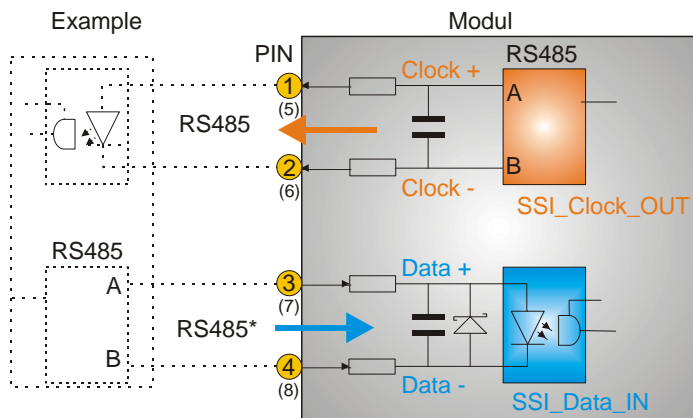 Example
Modul
PIN
RS485
1
(5)
Clock +
A
RS485
2
(6)
Clock -
B
SSI_Clock_OUT
RS485
A
3
(7)
Data +
RS485*
B
4
(8)
Data -
SSI_Data_IN